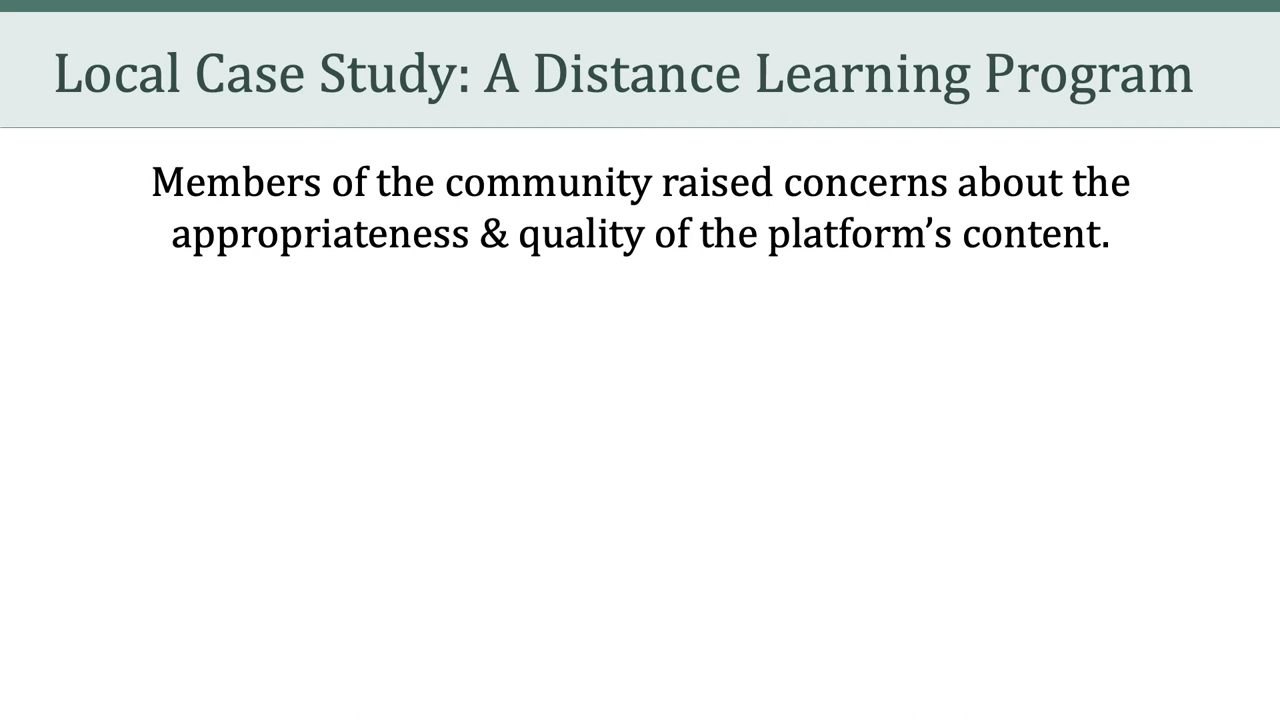 Local Case Study: A Distance Learning Program
Members of the community raised concerns about the
appropriateness & quality of the platform’s content.